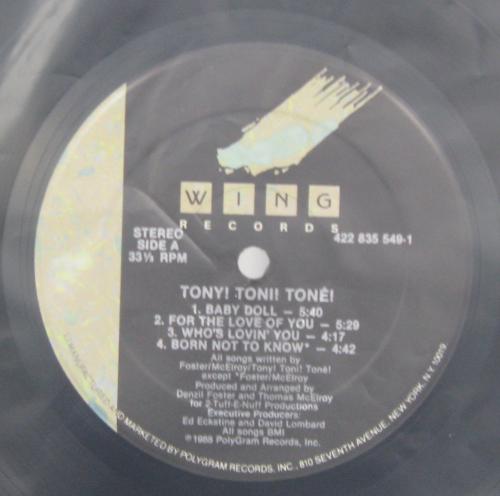 WING
RECORDS
STEREO
SIDE A
33⅓ RPM
422 835 549-1
TONY! TONI! TONÉ!
1. BABY DOLL – 5:40
2. FOR THE LOVE OF YOU – 5:29
3. WHO'S LOVIN' YOU – 4:17
4. BORN NOT TO KNOW* – 4:42
All songs written by
Foster/McElroy/Tony! Toni! Toné!
except *Foster/McElroy
Produced and Arranged by
Denzil Foster and Thomas McElroy
for 2-Tuff-E-Nuff Productions
Executive Producers:
Ed Eckstine and David Lombard
All songs BMI
℗1988 PolyGram Records, Inc.
MANUFACTURED AND MARKETED BY POLYGRAM RECORDS, INC., 810 SEVENTH AVENUE, NEW YORK, N.Y. 10019